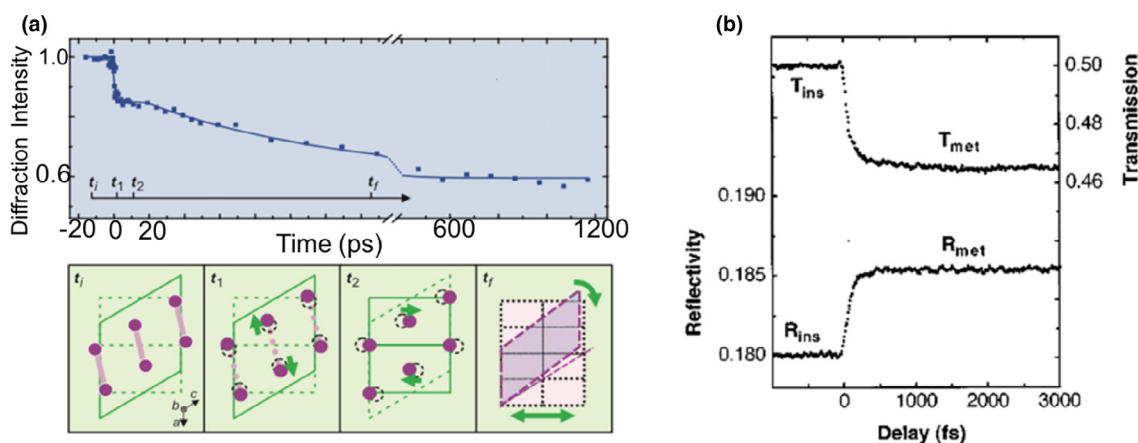 (a)
Diffraction Intensity
1.0
0.6
ti t1 t2 tf
-20 0 20 600 1200
Time (ps)
ti
t1
t2
tf
b c
a
(b)
Reflectivity
0.190
0.185
0.180
Tins
Tmet
Rmet
Rins
0.50
0.48
0.46
Transmission
0 1000 2000 3000
Delay (fs)